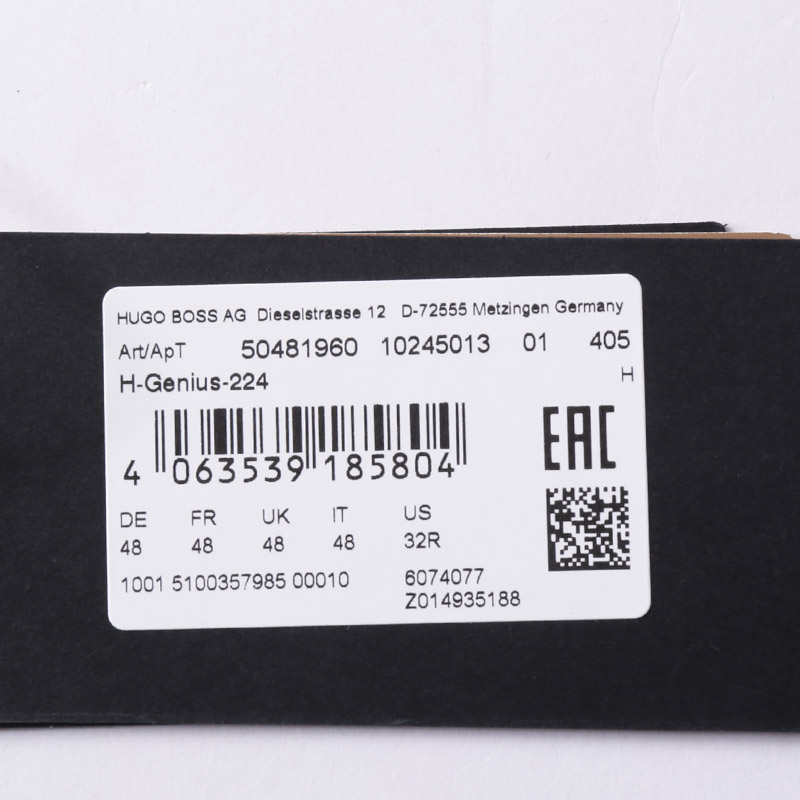 HUGO BOSS AG Dieselstrasse 12 D-72555 Metzingen Germany
Art/ApT 50481960 10245013 01 405
H-Genius-224 H
4 063539 185804
EAC
DE FR UK IT US
48 48 48 48 32R
1001 5100357985 00010 6074077
Z014935188